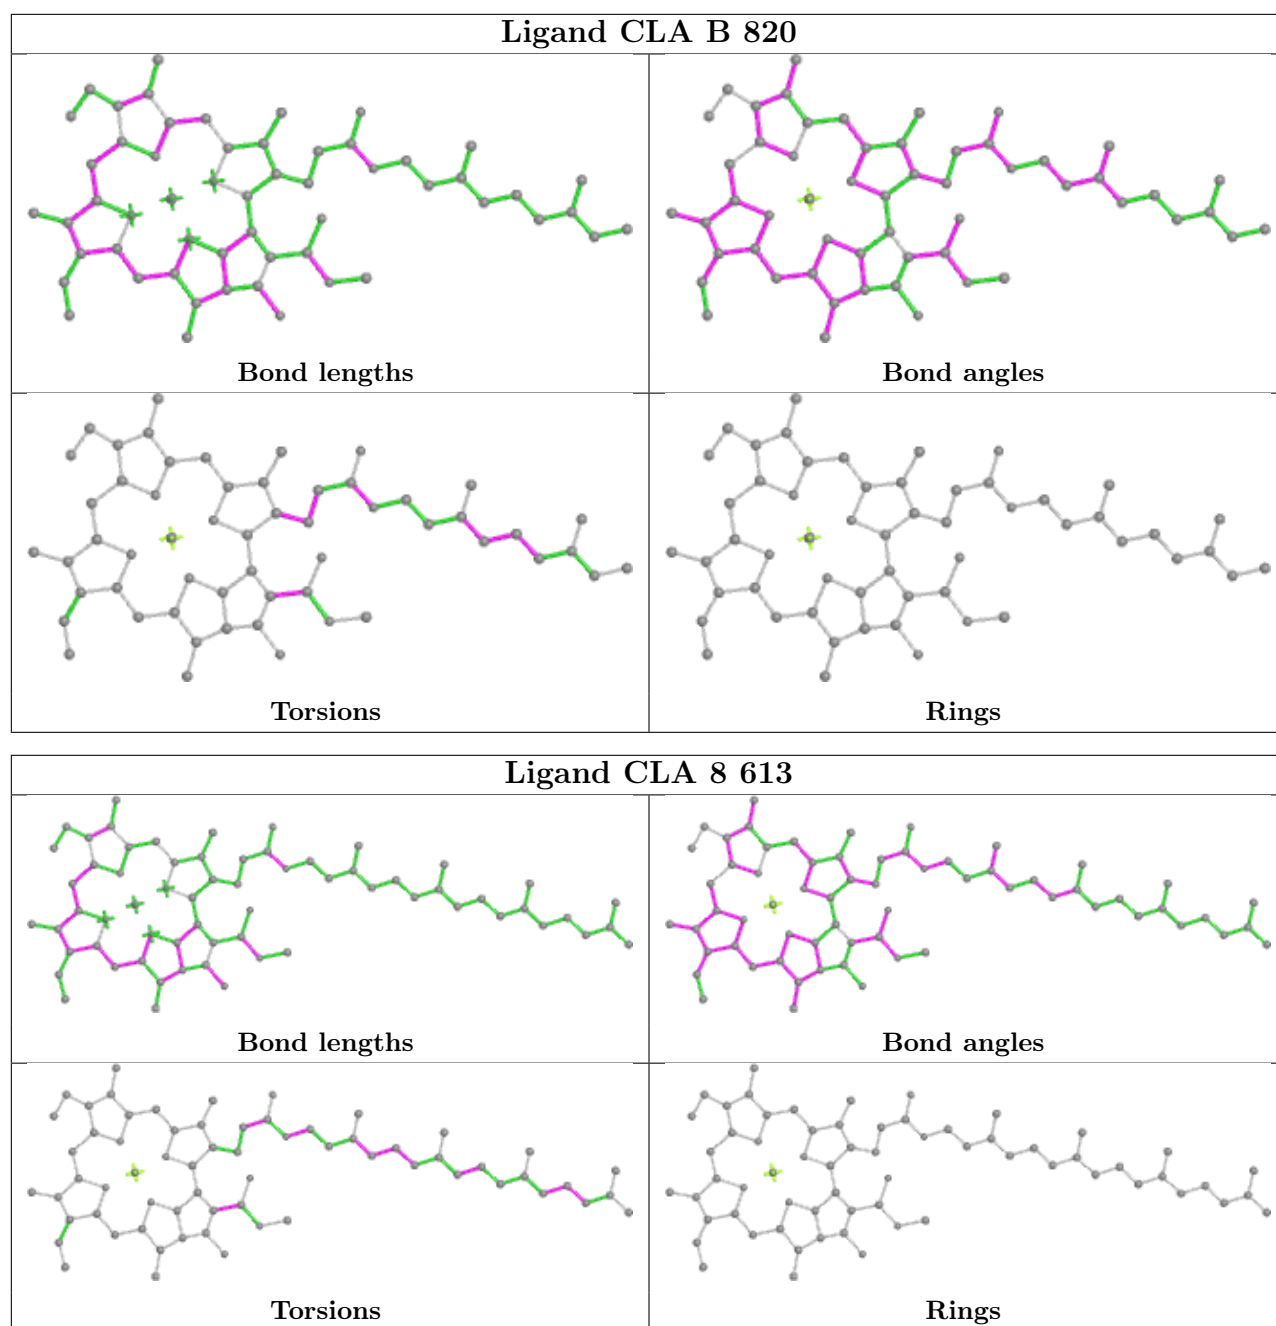 Ligand CLA B 820
Bond lengths
Bond angles
Torsions
Rings
Ligand CLA 8 613
Bond lengths
Bond angles
Torsions
Rings